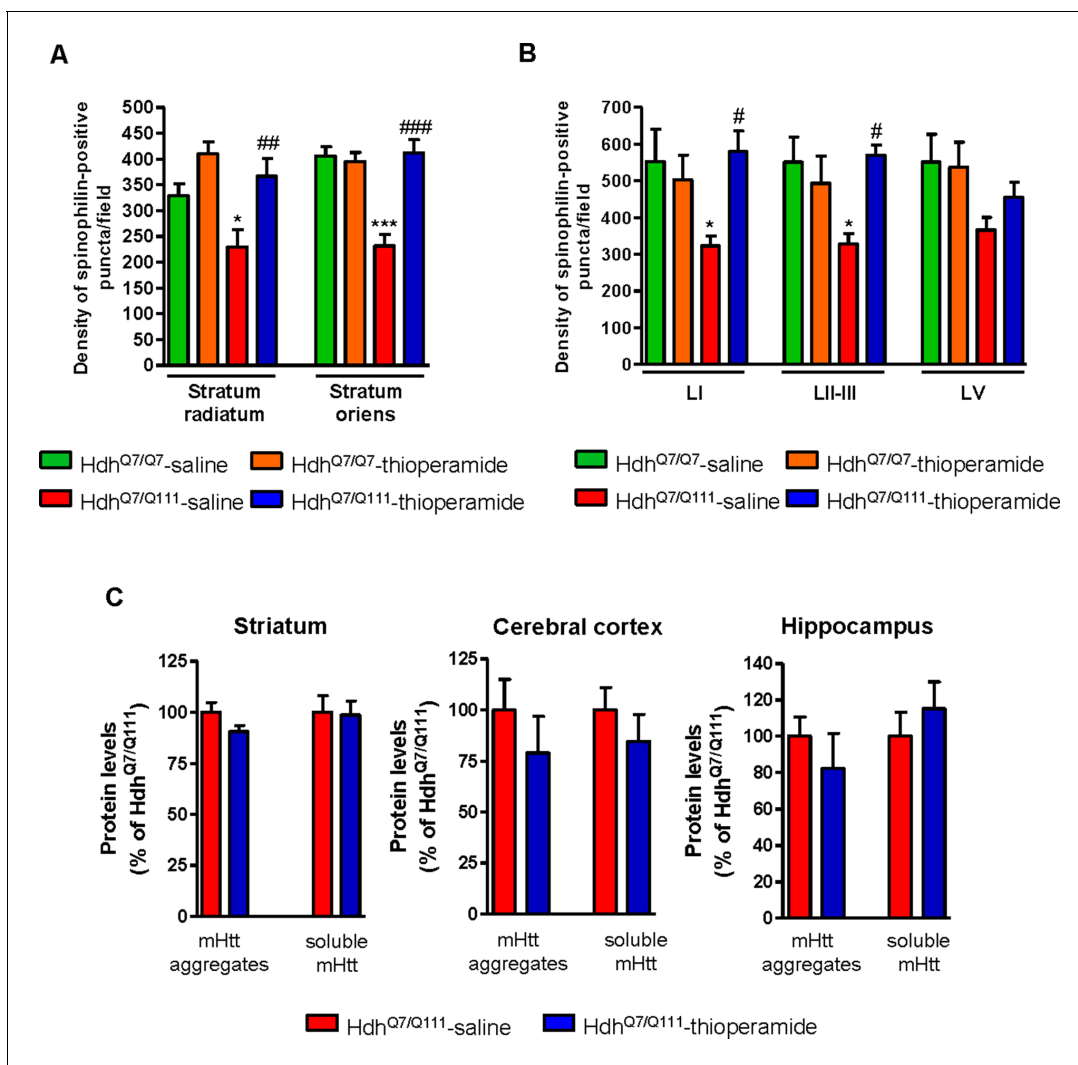 A
Density of spinophilin-positive
puncta/field
500
450
400
350
300
250
200
150
100
50
0
*
##
***
###
Stratum
radiatum
Stratum
oriens
HdhQ7/Q7-saline
HdhQ7/Q7-thioperamide
HdhQ7/Q111-saline
HdhQ7/Q111-thioperamide
B
Density of spinophilin-positive
puncta/field
700
600
500
400
300
200
100
0
*
#
*
#
LI
LII-III
LV
HdhQ7/Q7-saline
HdhQ7/Q7-thioperamide
HdhQ7/Q111-saline
HdhQ7/Q111-thioperamide
C
Striatum
Protein levels
(% of HdhQ7/Q111)
125
100
75
50
25
0
mHtt
aggregates
soluble
mHtt
Cerebral cortex
Protein levels
(% of HdhQ7/Q111)
125
100
75
50
25
0
mHtt
aggregates
soluble
mHtt
Hippocampus
Protein levels
(% of HdhQ7/Q111)
140
120
100
80
60
40
20
0
mHtt
aggregates
soluble
mHtt
HdhQ7/Q111-saline
HdhQ7/Q111-thioperamide